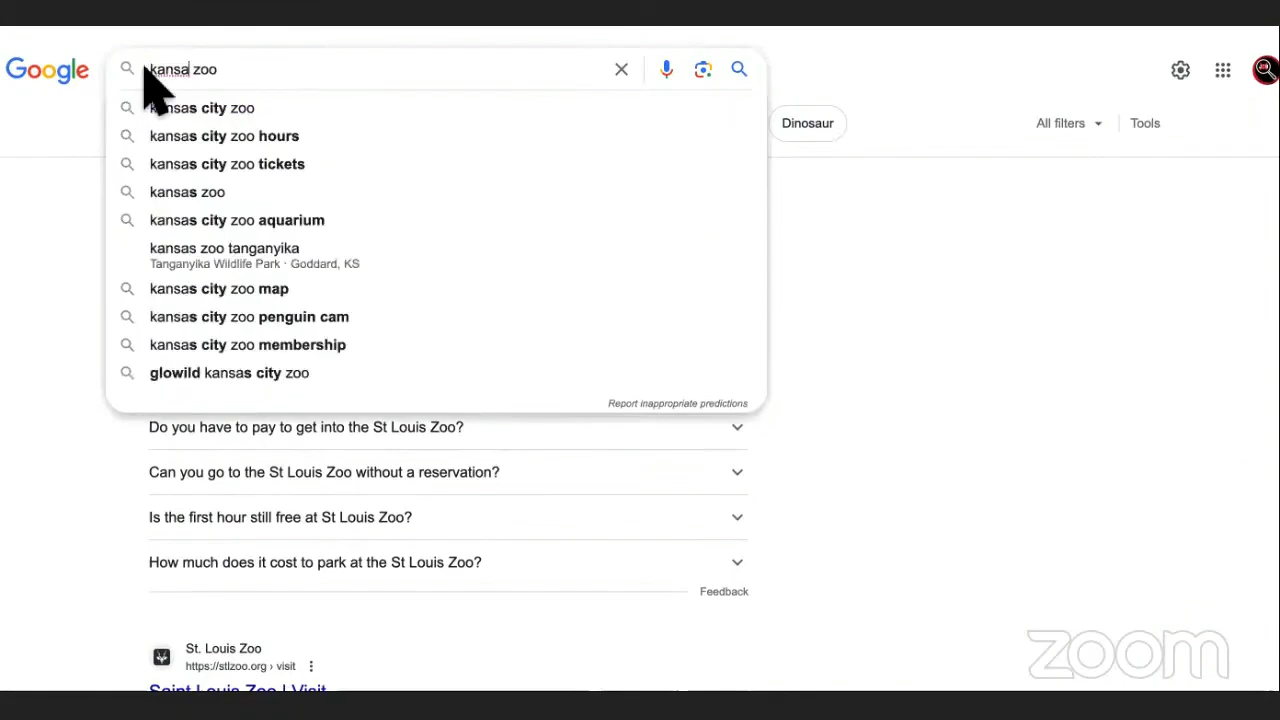 Google
kansa zoo
kansas city zoo
kansas city zoo hours
kansas city zoo tickets
kansas zoo
kansas city zoo aquarium
kansas zoo tanganyika
Tanganyika Wildlife Park · Goddard, KS
kansas city zoo map
kansas city zoo penguin cam
kansas city zoo membership
glowild kansas city zoo
Report inappropriate predictions
Dinosaur
All filters
Tools
Do you have to pay to get into the St Louis Zoo?
Can you go to the St Louis Zoo without a reservation?
Is the first hour still free at St Louis Zoo?
How much does it cost to park at the St Louis Zoo?
Feedback
St. Louis Zoo
https://stlzoo.org › visit
Saint Louis Zoo | Visit
zoom